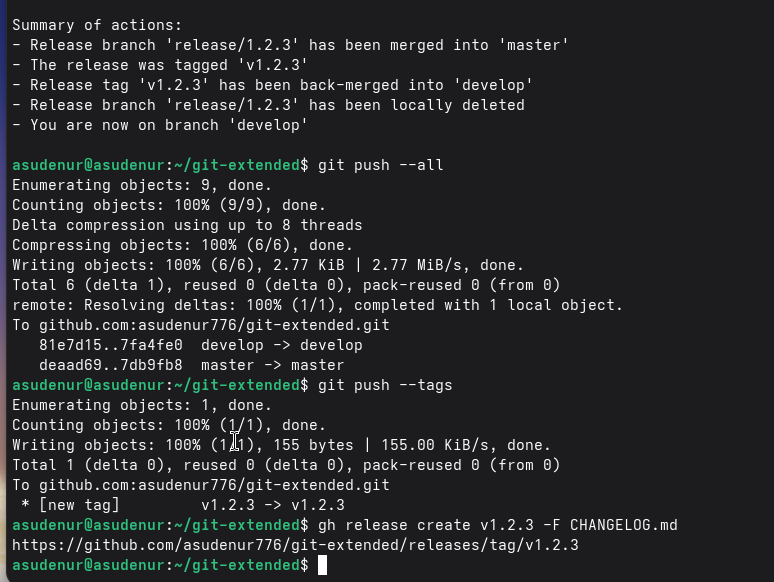 Summary of actions:
- Release branch 'release/1.2.3' has been merged into 'master'
- The release was tagged 'v1.2.3'
- Release tag 'v1.2.3' has been back-merged into 'develop'
- Release branch 'release/1.2.3' has been locally deleted
- You are now on branch 'develop'
asudenur@asudenur:~/git-extended$ git push --all
Enumerating objects: 9, done.
Counting objects: 100% (9/9), done.
Delta compression using up to 8 threads
Compressing objects: 100% (6/6), done.
Writing objects: 100% (6/6), 2.77 KiB | 2.77 MiB/s, done.
Total 6 (delta 1), reused 0 (delta 0), pack-reused 0 (from 0)
remote: Resolving deltas: 100% (1/1), completed with 1 local object.
To github.com:asudenur776/git-extended.git
   81e7d15..7fa4fe0  develop -> develop
   deaad69..7db9fb8  master -> master
asudenur@asudenur:~/git-extended$ git push --tags
Enumerating objects: 1, done.
Counting objects: 100% (1/1), done.
Writing objects: 100% (1/1), 155 bytes | 155.00 KiB/s, done.
Total 1 (delta 0), reused 0 (delta 0), pack-reused 0 (from 0)
To github.com:asudenur776/git-extended.git
 * [new tag]         v1.2.3 -> v1.2.3
asudenur@asudenur:~/git-extended$ gh release create v1.2.3 -F CHANGELOG.md
https://github.com/asudenur776/git-extended/releases/tag/v1.2.3
asudenur@asudenur:~/git-extended$